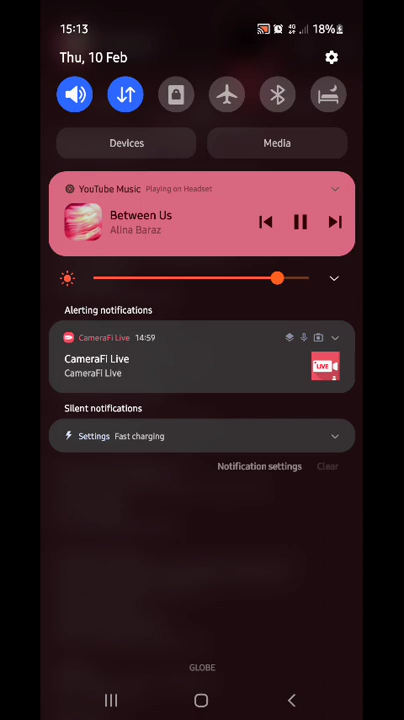 15:13
4G
18%
Thu, 10 Feb
Devices
Media
YouTube Music Playing on Headset
Between Us
Alina Baraz
Alerting notifications
CameraFi Live 14:59
CameraFi Live
CameraFi Live
LIVE
Silent notifications
Settings Fast charging
Notification settings Clear
GLOBE